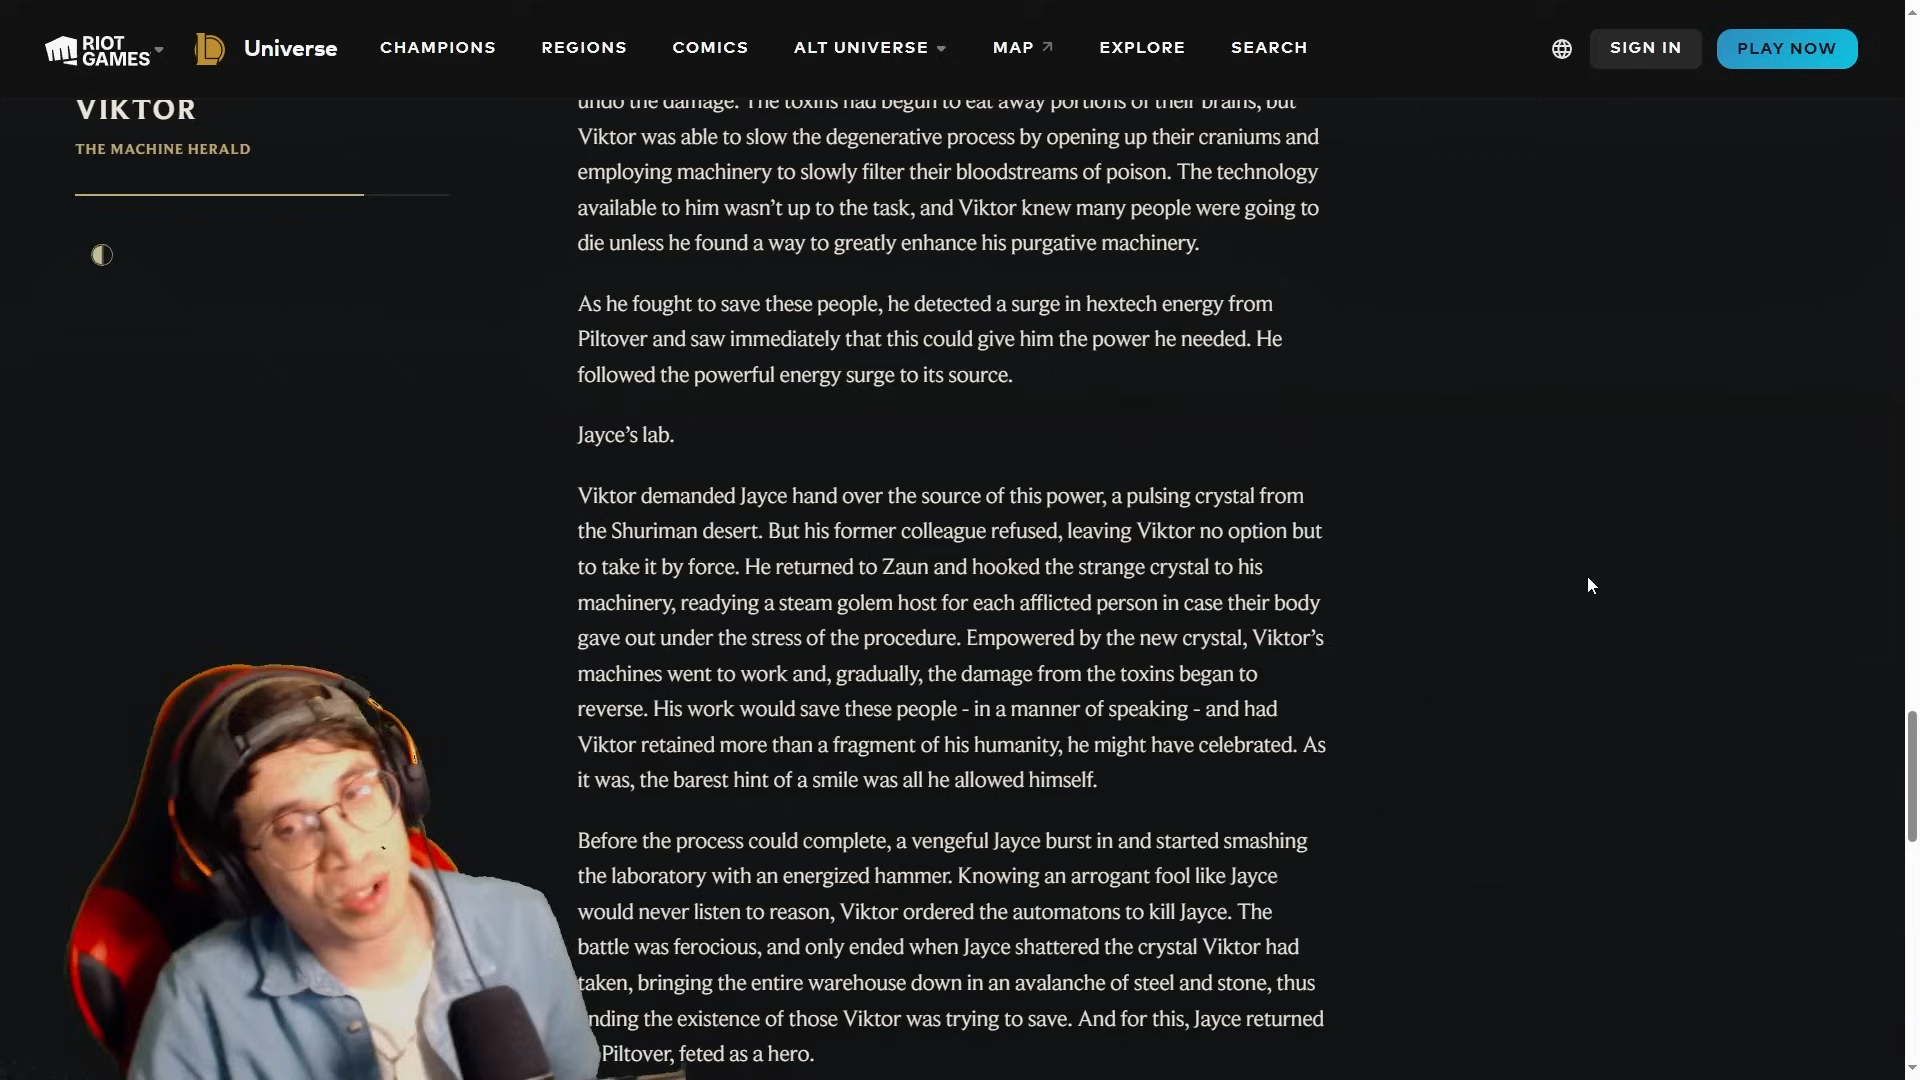 RIOT
GAMES
Universe
CHAMPIONS
REGIONS
COMICS
ALT UNIVERSE
MAP
EXPLORE
SEARCH
SIGN IN
PLAY NOW
VIKTOR
THE MACHINE HERALD
undo the damage. The toxins had begun to eat away portions of their brains, but
Viktor was able to slow the degenerative process by opening up their craniums and
employing machinery to slowly filter their bloodstreams of poison. The technology
available to him wasn’t up to the task, and Viktor knew many people were going to
die unless he found a way to greatly enhance his purgative machinery.
As he fought to save these people, he detected a surge in hextech energy from
Piltover and saw immediately that this could give him the power he needed. He
followed the powerful energy surge to its source.
Jayce’s lab.
Viktor demanded Jayce hand over the source of this power, a pulsing crystal from
the Shuriman desert. But his former colleague refused, leaving Viktor no option but
to take it by force. He returned to Zaun and hooked the strange crystal to his
machinery, readying a steam golem host for each afflicted person in case their body
gave out under the stress of the procedure. Empowered by the new crystal, Viktor’s
machines went to work and, gradually, the damage from the toxins began to
reverse. His work would save these people - in a manner of speaking - and had
Viktor retained more than a fragment of his humanity, he might have celebrated. As
it was, the barest hint of a smile was all he allowed himself.
Before the process could complete, a vengeful Jayce burst in and started smashing
the laboratory with an energized hammer. Knowing an arrogant fool like Jayce
would never listen to reason, Viktor ordered the automatons to kill Jayce. The
battle was ferocious, and only ended when Jayce shattered the crystal Viktor had
taken, bringing the entire warehouse down in an avalanche of steel and stone, thus
nding the existence of those Viktor was trying to save. And for this, Jayce returned
Piltover, feted as a hero.